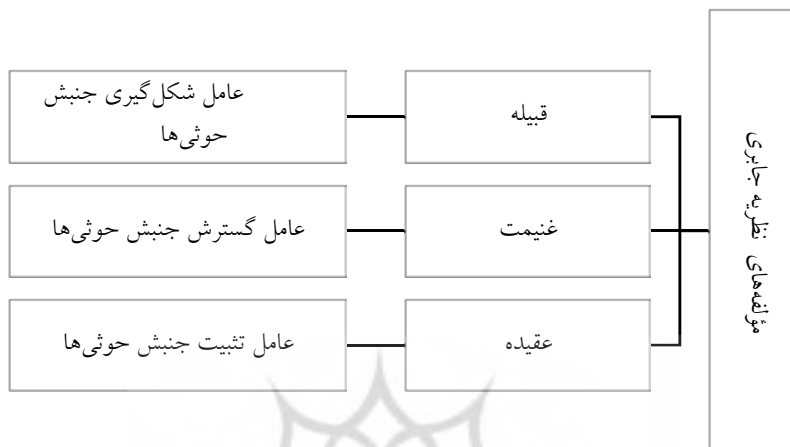 مؤلفه‌های نظریه جابری
قبیله
عامل شکل‌گیری جنبش
حوثی‌ها
غنیمت
عامل گسترش جنبش حوثی‌ها
عقیده
عامل تثبیت جنبش حوثی‌ها